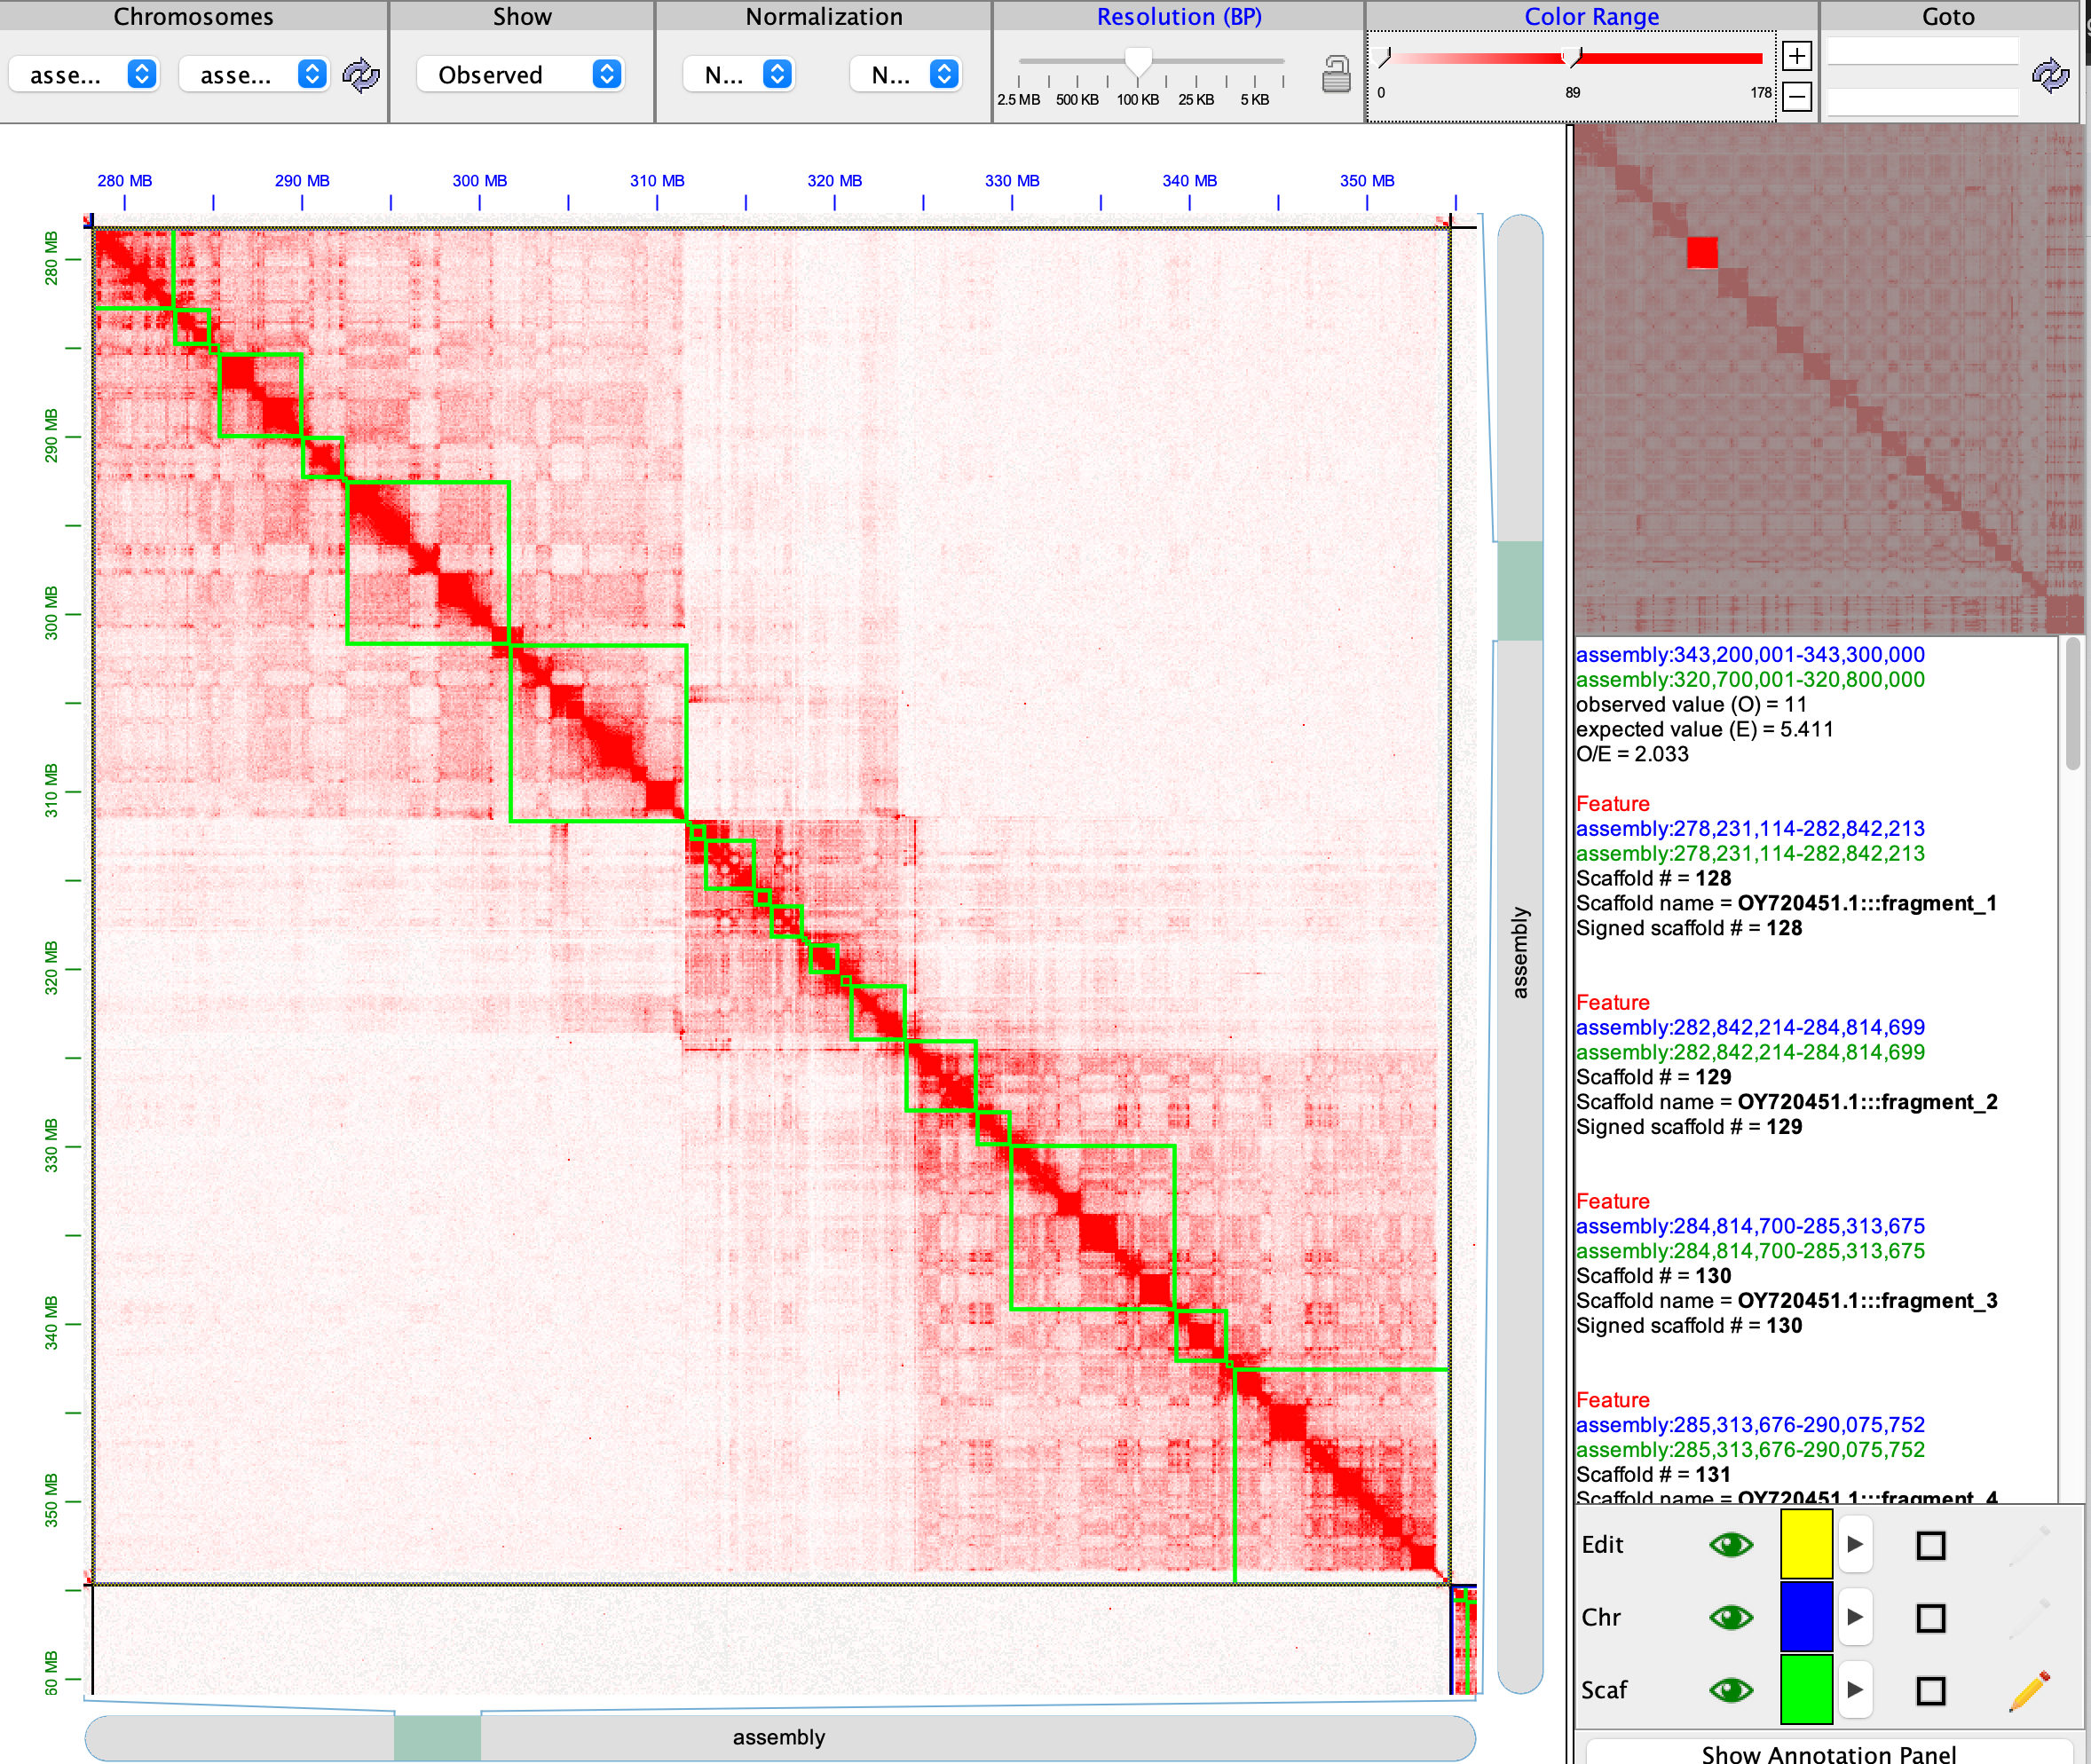 Chromosomes
Show
Normalization
Resolution (BP)
Color Range
Goto
asse...
asse...
Observed
N...
N...
2.5 MB
500 KB
100 KB
25 KB
5 KB
0
89
178
+
−
280 MB
290 MB
300 MB
310 MB
320 MB
330 MB
340 MB
350 MB
280 MB
290 MB
300 MB
310 MB
320 MB
330 MB
340 MB
350 MB
60 MB
assembly
assembly
assembly:343,200,001-343,300,000
assembly:320,700,001-320,800,000
observed value (O) = 11
expected value (E) = 5.411
O/E = 2.033
Feature
assembly:278,231,114-282,842,213
assembly:278,231,114-282,842,213
Scaffold # = 128
Scaffold name = OY720451.1:::fragment_1
Signed scaffold # = 128
Feature
assembly:282,842,214-284,814,699
assembly:282,842,214-284,814,699
Scaffold # = 129
Scaffold name = OY720451.1:::fragment_2
Signed scaffold # = 129
Feature
assembly:284,814,700-285,313,675
assembly:284,814,700-285,313,675
Scaffold # = 130
Scaffold name = OY720451.1:::fragment_3
Signed scaffold # = 130
Feature
assembly:285,313,676-290,075,752
assembly:285,313,676-290,075,752
Scaffold # = 131
Scaffold name = OY720451.1:::fragment_4
Edit
Chr
Scaf
Show Annotation Panel